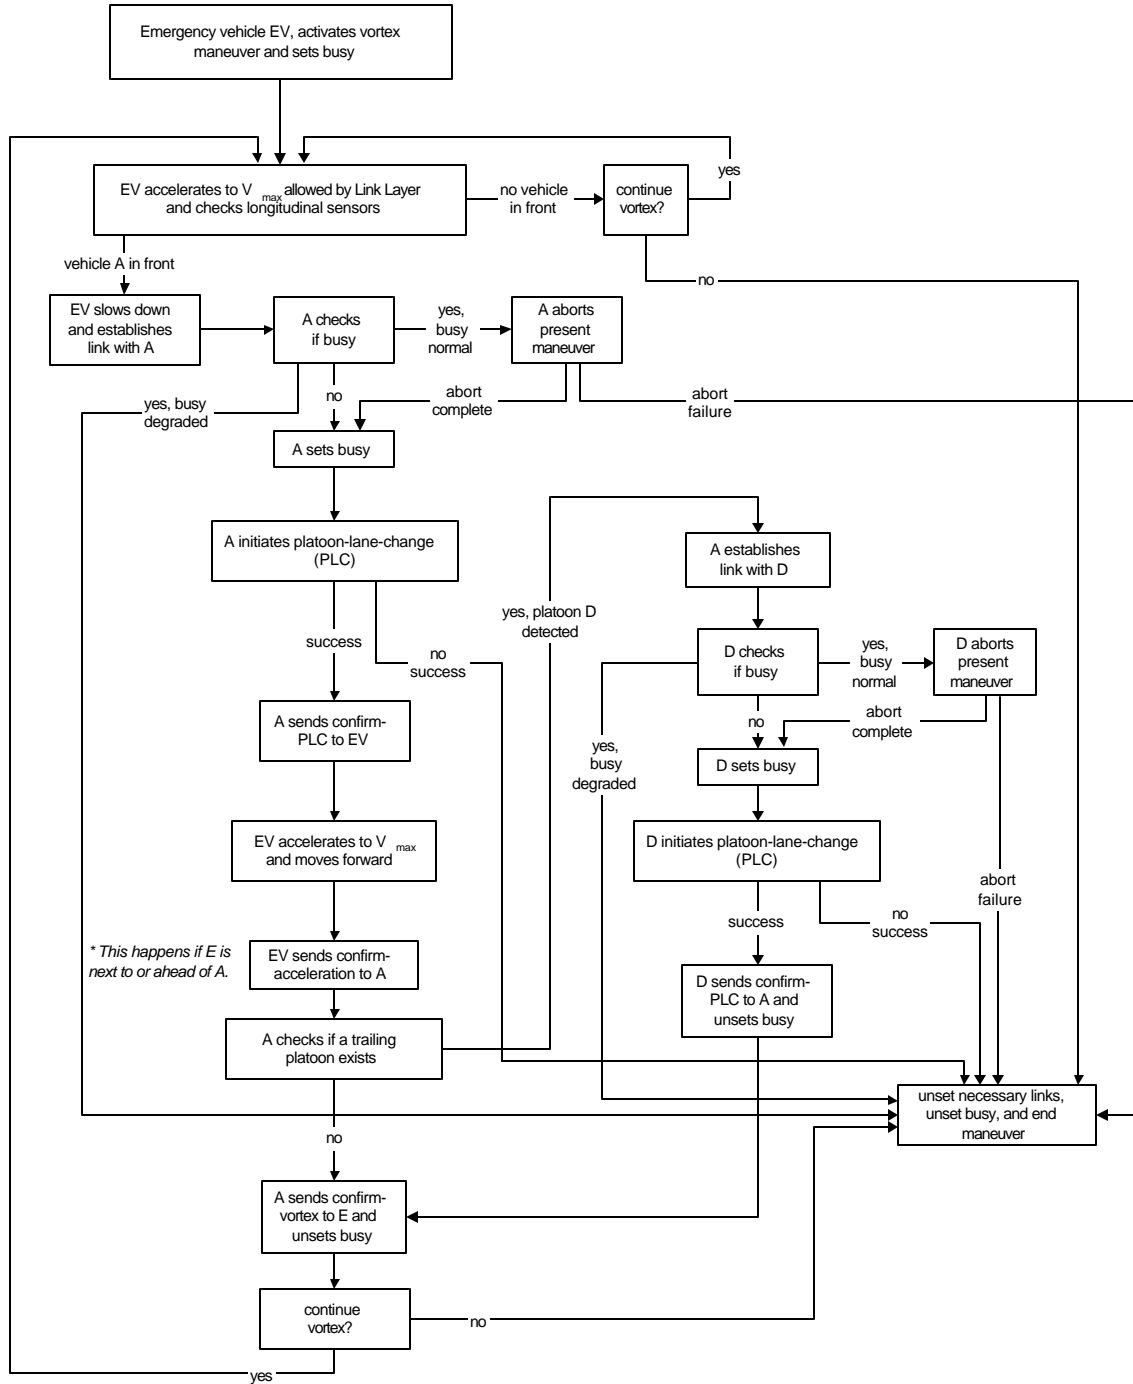 Emergency vehicle EV, activates vortex
maneuver and sets busy
yes
EV accelerates to V max allowed by Link Layer
and checks longitudinal sensors
no vehicle
in front
continue
vortex?
vehicle A in front
no
EV slows down
and establishes
link with A
A checks
if busy
yes,
busy
normal
A aborts
present
maneuver
yes, busy
degraded
no
abort
complete
abort
failure
A sets busy
A initiates platoon-lane-change
(PLC)
A establishes
link with D
yes, platoon D
detected
success
no
success
D checks
if busy
yes,
busy
normal
D aborts
present
maneuver
A sends confirm-
PLC to EV
no
abort
complete
yes,
busy
degraded
D sets busy
EV accelerates to V max
and moves forward
D initiates platoon-lane-change
(PLC)
abort
failure
success
no
success
* This happens if E is
next to or ahead of A.
EV sends confirm-
acceleration to A
D sends confirm-
PLC to A and
unsets busy
A checks if a trailing
platoon exists
unset necessary links,
unset busy, and end
maneuver
no
A sends confirm-
vortex to E and
unsets busy
continue
vortex?
no
yes